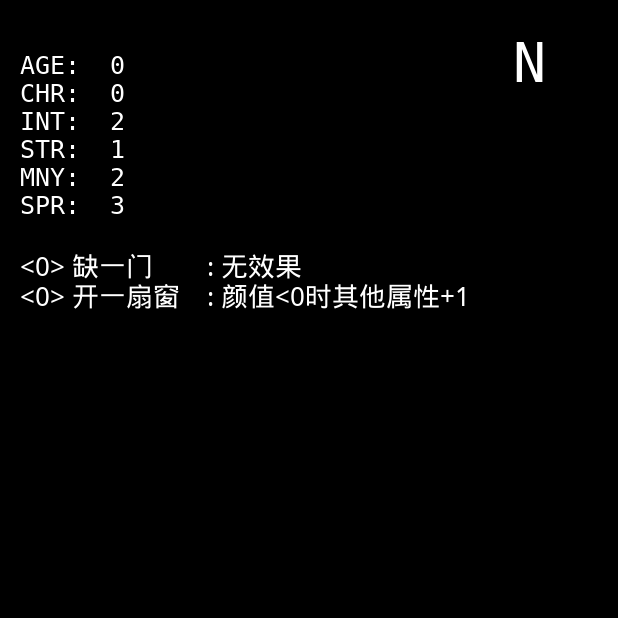 N
AGE: 0
CHR: 0
INT: 2
STR: 1
MNY: 2
SPR: 3
<0> 缺一门 : 无效果
<0> 开一扇窗 : 颜值<0时其他属性+1